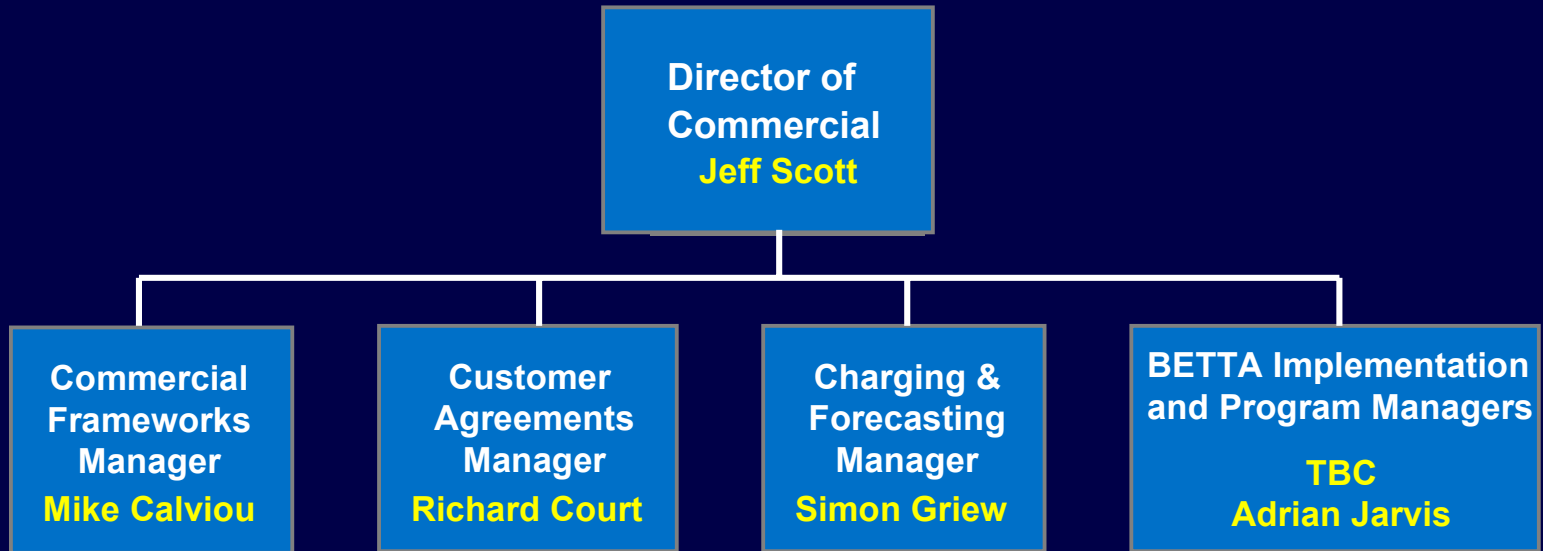 Director of
Commercial
Jeff Scott
Commercial
Frameworks
Manager
Mike Calviou
Customer
Agreements
Manager
Richard Court
Charging &
Forecasting
Manager
Simon Griew
BETTA Implementation
and Program Managers
TBC
Adrian Jarvis